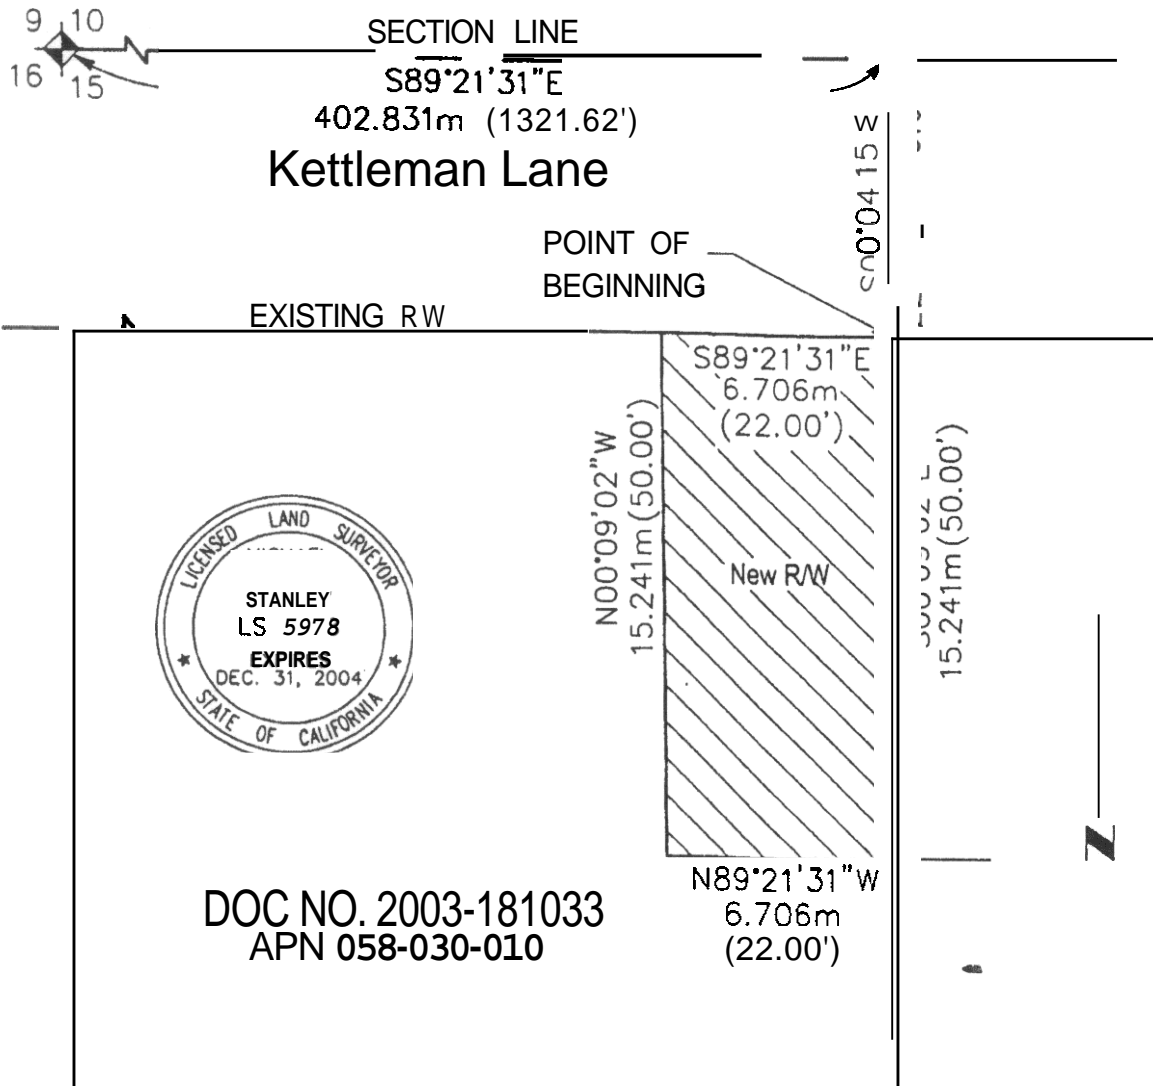 9 10
16 15
SECTION LINE
S89°21'31"E
402.831m (1321.62')
Kettleman Lane
S00°04 15 W
POINT OF
BEGINNING
EXISTING RW
S89°21'31"E
6.706m
(22.00')
N00°09'02"W
15.241m(50.00')
New R/W
15.241m(50.00')
LICENSED LAND SURVEYOR
STANLEY
LS 5978
EXPIRES
DEC. 31, 2004
STATE OF CALIFORNIA
N89°21'31"W
6.706m
(22.00')
DOC NO. 2003-181033
APN 058-030-010
N